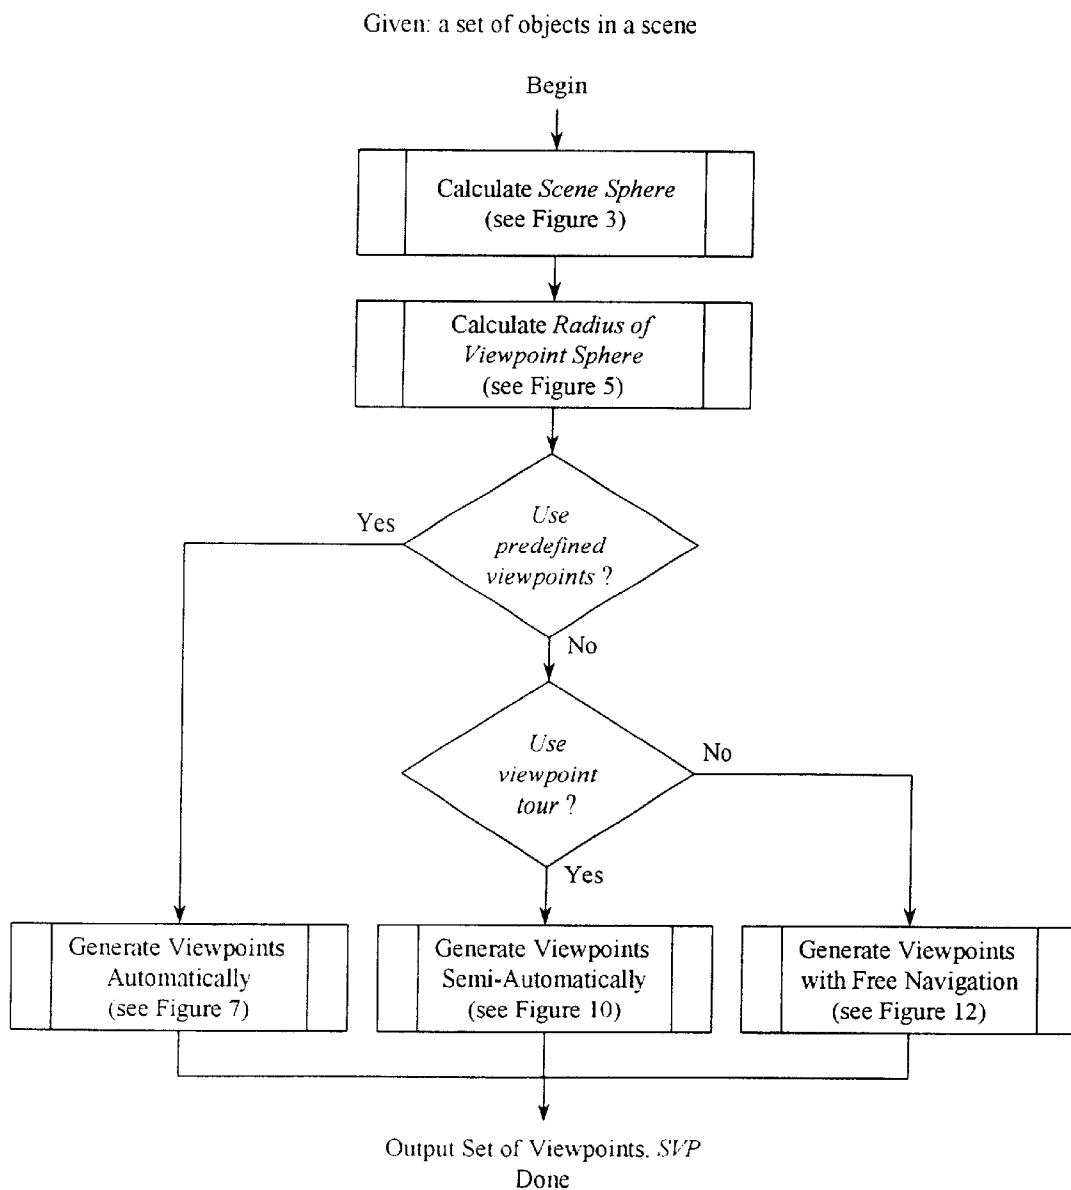 Given: a set of objects in a scene
Begin
Calculate Scene Sphere
(see Figure 3)
Calculate Radius of
Viewpoint Sphere
(see Figure 5)
Yes
Use
predefined
viewpoints ?
No
Use
viewpoint
tour ?
No
Yes
Generate Viewpoints
Automatically
(see Figure 7)
Generate Viewpoints
Semi-Automatically
(see Figure 10)
Generate Viewpoints
with Free Navigation
(see Figure 12)
Output Set of Viewpoints. SVP
Done